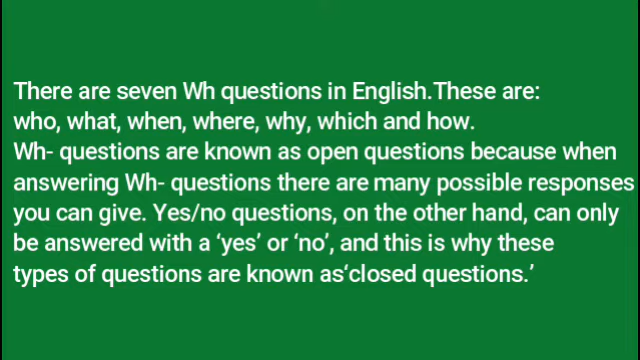 There are seven Wh questions in English.These are:
who, what, when, where, why, which and how.
Wh- questions are known as open questions because when
answering Wh- questions there are many possible responses
you can give. Yes/no questions, on the other hand, can only
be answered with a ‘yes’ or ‘no’, and this is why these
types of questions are known as‘closed questions.’